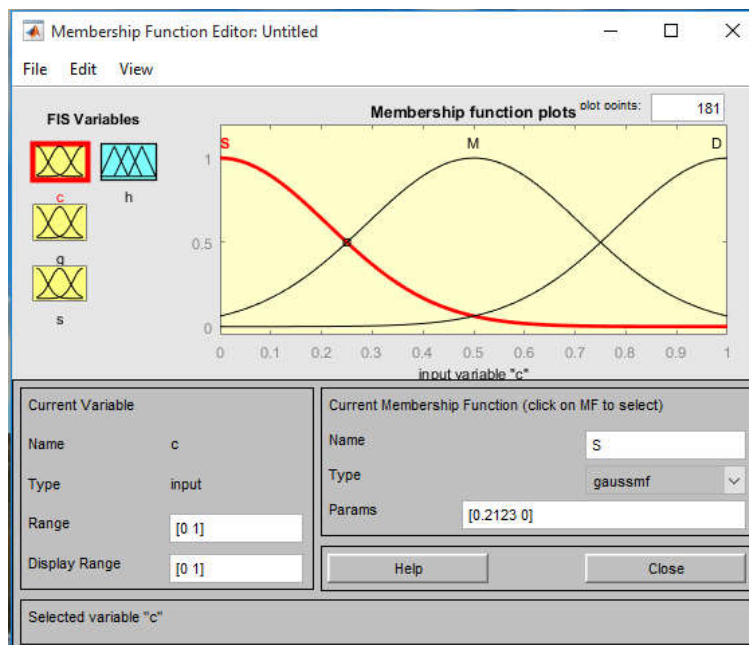 Membership Function Editor: Untitled
File Edit View
FIS Variables
Membership function plots
plot points:
181
c
h
g
s
S
M
D
1
0.5
0
0 0.1 0.2 0.3 0.4 0.5 0.6 0.7 0.8 0.9 1
input variable "c"
Current Variable
Name c
Type input
Range [0 1]
Display Range [0 1]
Current Membership Function (click on MF to select)
Name S
Type gaussmf
Params [0.2123 0]
Help Close
Selected variable "c"